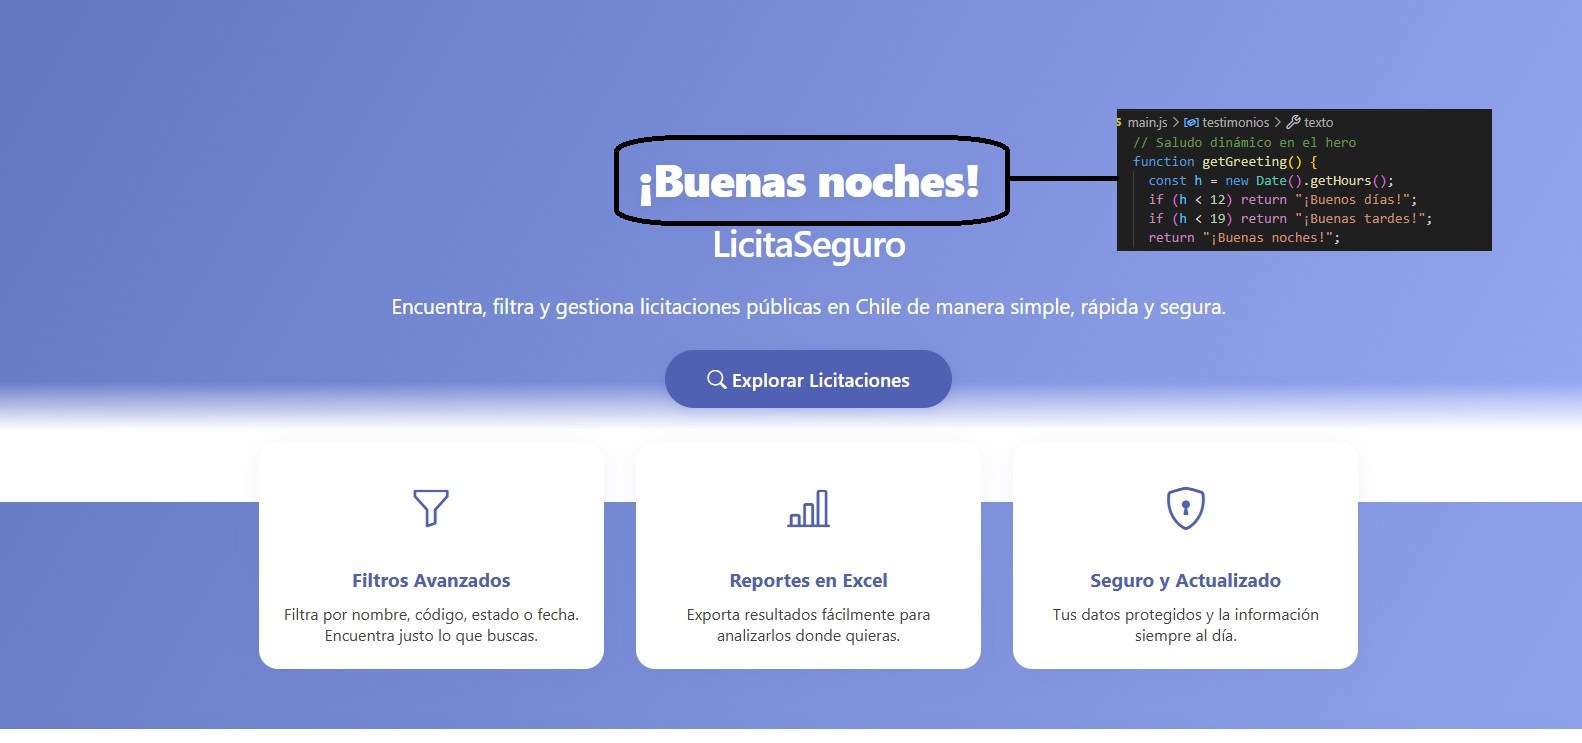 main.js > testimonios > texto
// Saludo dinámico en el hero
function getGreeting() {
const h = new Date().getHours();
if (h < 12) return "¡Buenos días!";
if (h < 19) return "¡Buenas tardes!";
return "¡Buenas noches!";
¡Buenas noches!
LicitaSeguro
Encuentra, filtra y gestiona licitaciones públicas en Chile de manera simple, rápida y segura.
Explorar Licitaciones
Filtros Avanzados
Filtra por nombre, código, estado o fecha.
Encuentra justo lo que buscas.
Reportes en Excel
Exporta resultados fácilmente para
analizarlos donde quieras.
Seguro y Actualizado
Tus datos protegidos y la información
siempre al día.